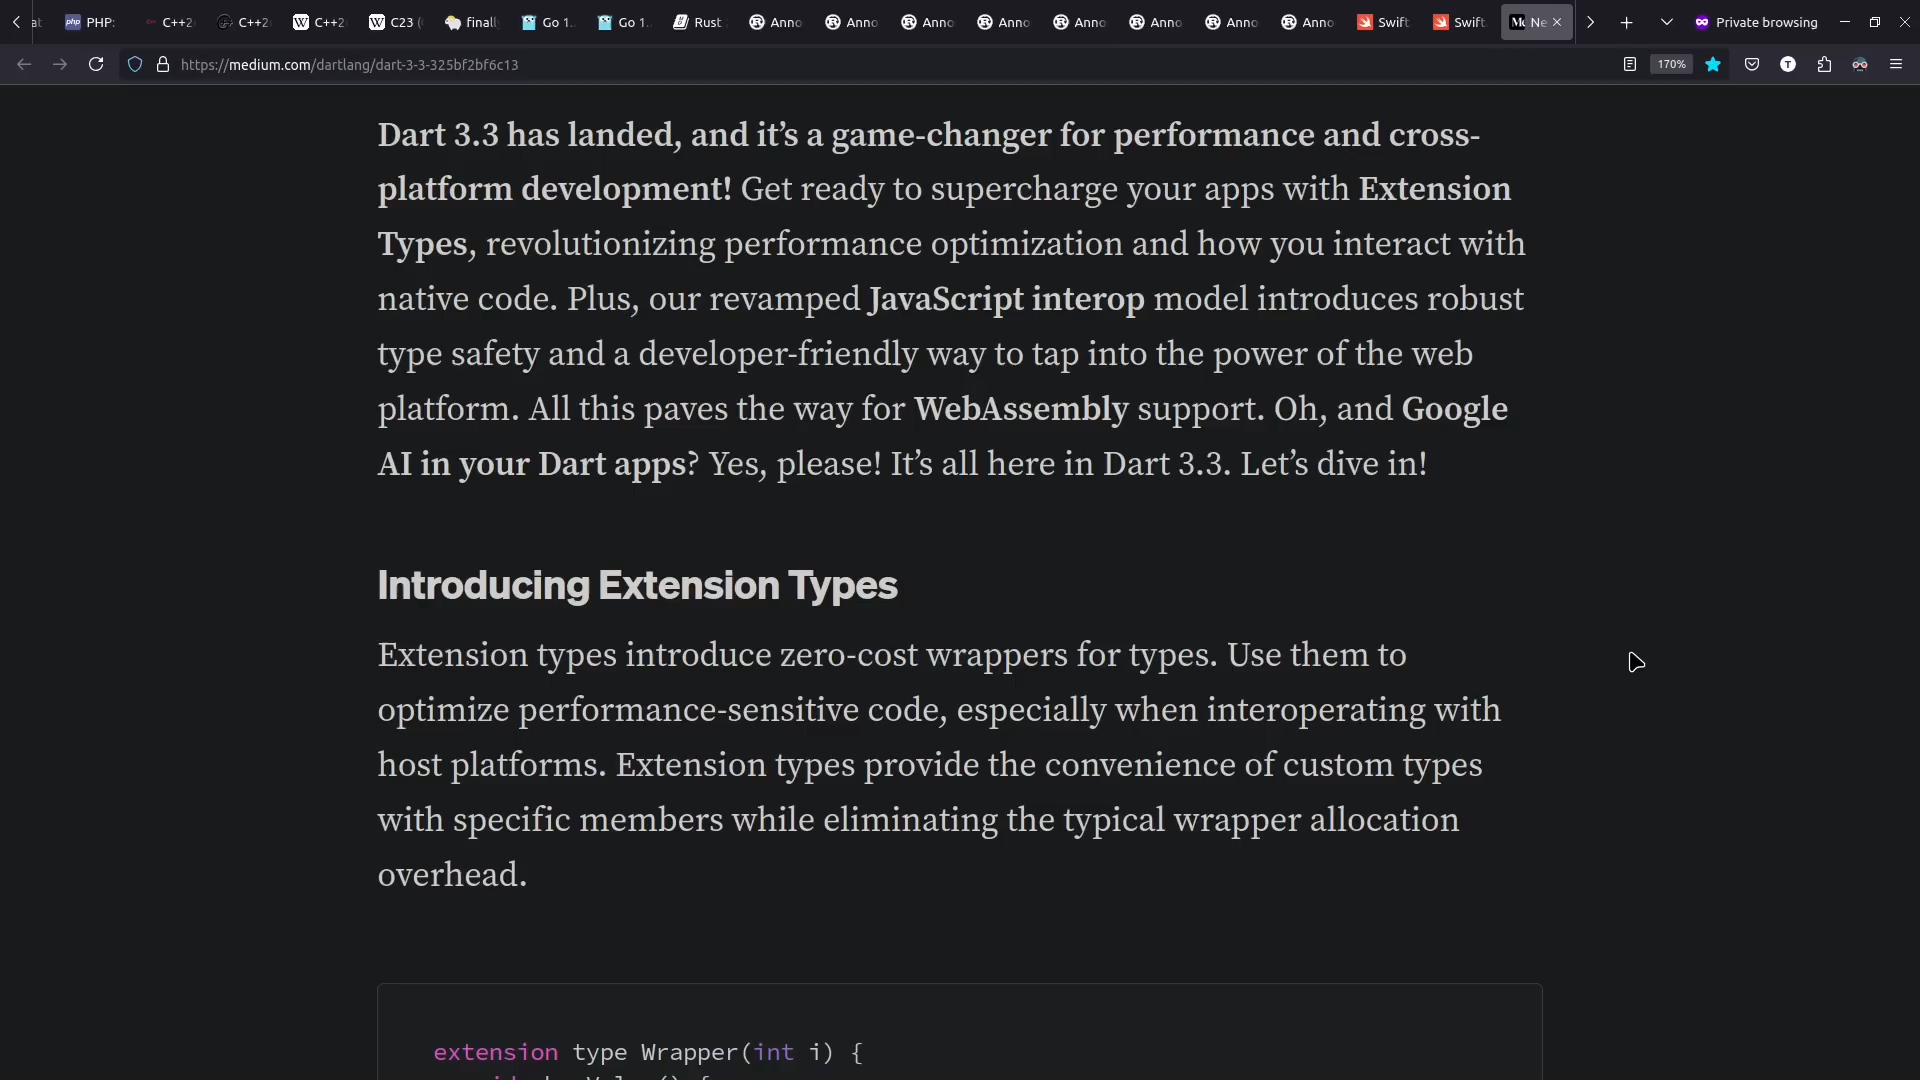 php PHP: C++2 C++2 W C++2 W C23 ( finall Go 1. Go 1. Rust Anno Anno Anno Anno Anno Anno Anno Anno Swift Swift. Ne Private browsing
https://medium.com/dartlang/dart-3-3-325bf2bf6c13 170% T
Dart 3.3 has landed, and it’s a game-changer for performance and cross-
platform development! Get ready to supercharge your apps with Extension
Types, revolutionizing performance optimization and how you interact with
native code. Plus, our revamped JavaScript interop model introduces robust
type safety and a developer-friendly way to tap into the power of the web
platform. All this paves the way for WebAssembly support. Oh, and Google
AI in your Dart apps? Yes, please! It’s all here in Dart 3.3. Let’s dive in!
Introducing Extension Types
Extension types introduce zero-cost wrappers for types. Use them to
optimize performance-sensitive code, especially when interoperating with
host platforms. Extension types provide the convenience of custom types
with specific members while eliminating the typical wrapper allocation
overhead.
extension type Wrapper(int i) {